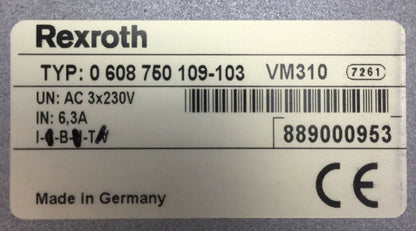 Rexroth
TYP: 0 608 750 109-103 VM310 7261
UN: AC 3x230V
IN: 6,3A
889000953
Made in Germany
CE